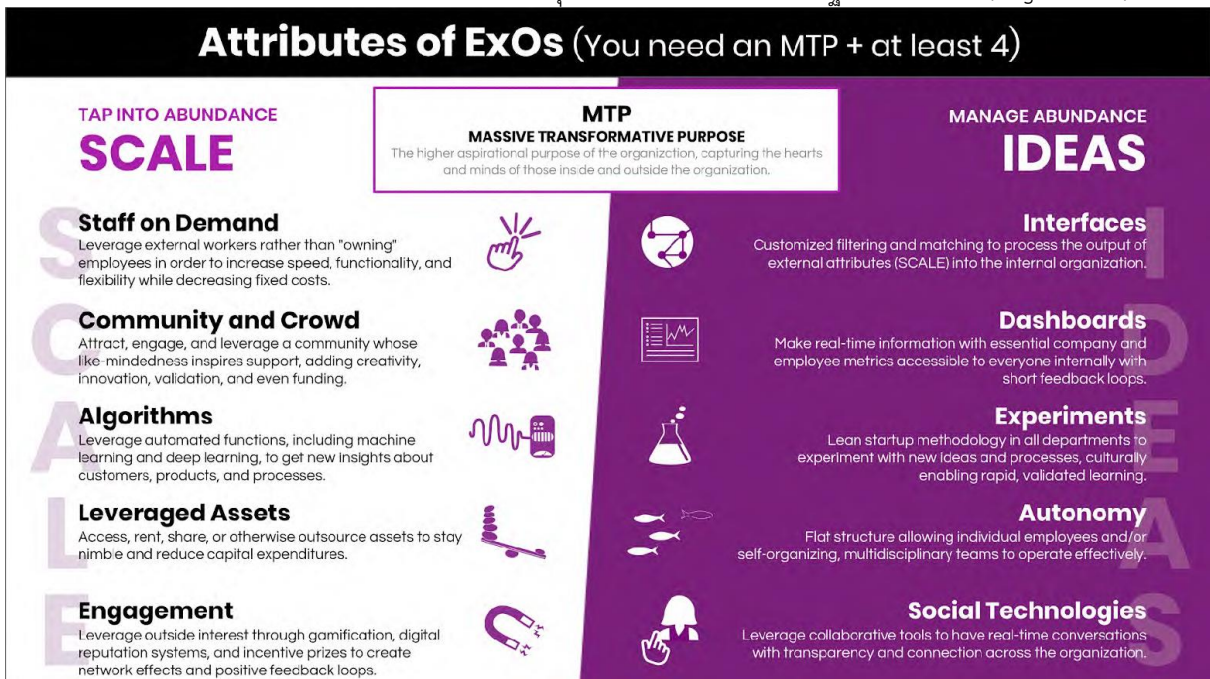 Attributes of ExOs (You need an MTP + at least 4)
TAP INTO ABUNDANCE
SCALE
MTP
MASSIVE TRANSFORMATIVE PURPOSE
The higher aspirational purpose of the organizction, capturing the hearts
and minds of those inside and outside the organization.
MANAGE ABUNDANCE
IDEAS
S
Staff on Demand
Leverage external workers rather than "owning"
employees in order to increase speed, functionality, and
flexibility while decreasing fixed costs.
C
Community and Crowd
Attract, engage, and leverage a community whose
like-mindedness inspires support, adding creativity,
innovation, validation, and even funding.
A
Algorithms
Leverage automated functions, including machine
learning and deep learning, to get new insights about
customers, products, and processes.
L
Leveraged Assets
Access, rent, share, or otherwise outsource assets to stay
nimble and reduce capital expenditures.
E
Engagement
Leverage outside interest through gamification, digital
reputation systems, and incentive prizes to create
network effects and positive feedback loops.
I
Interfaces
Customized filtering and matching to process the output of
external attributes (SCALE) into the internal organization.
D
Dashboards
Make real-time information with essential company and
employee metrics accessible to everyone internally with
short feedback loops.
E
Experiments
Lean startup methodology in all departments to
experiment with new ideas and processes, culturally
enabling rapid, validated learning.
A
Autonomy
Flat structure allowing individual employees and/or
self-organizing, multidisciplinary teams to operate effectively.
S
Social Technologies
Leverage collaborative tools to have real-time conversations
with transparency and connection across the organization.